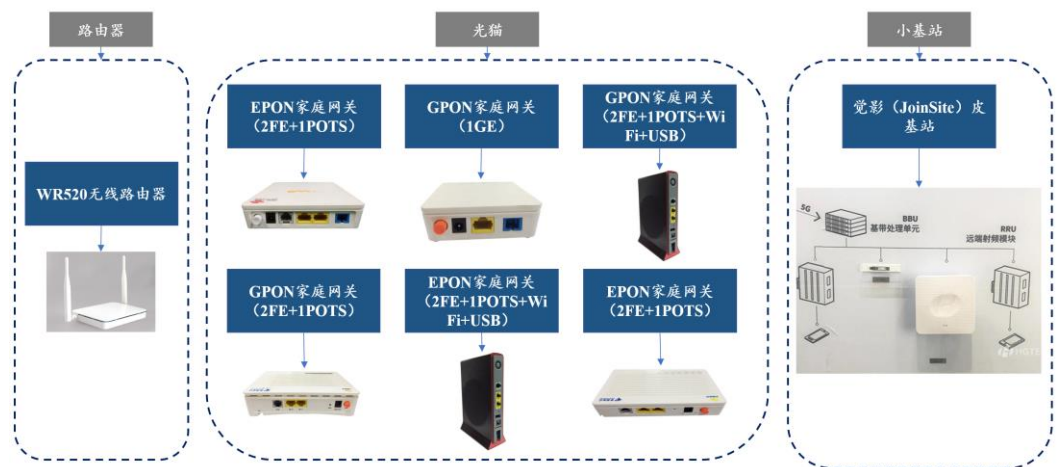 路由器
光猫
小基站
WR520无线路由器
EPON家庭网关
（2FE+1POTS）
GPON家庭网关
（1GE）
GPON家庭网关
（2FE+1POTS+Wi
Fi+USB）
GPON家庭网关
（2FE+1POTS）
EPON家庭网关
（2FE+1POTS+Wi
Fi+USB）
EPON家庭网关
（2FE+1POTS）
觉影（JoinSite）皮
基站
5G
BBU
基带处理单元
RRU
远端射频模块